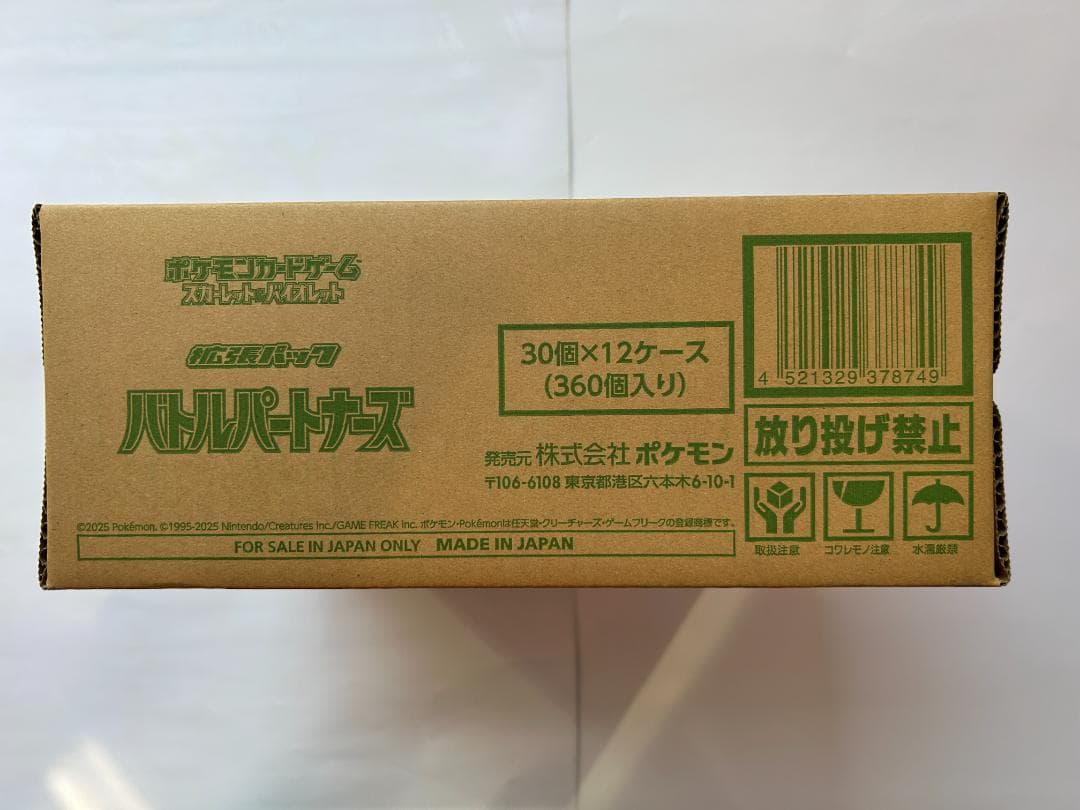 ポケモンカードゲーム
スカーレット&バイオレット
拡張パック
バトルパートナーズ
30個×12ケース
(360個入り)
発売元 株式会社 ポケモン
〒106-6108 東京都港区六本木6-10-1
©2025 Pokémon. ©1995-2025 Nintendo/Creatures Inc./GAME FREAK inc. ポケモン・Pokémonは任天堂・クリーチャーズ・ゲームフリークの登録商標です。
FOR SALE IN JAPAN ONLY MADE IN JAPAN
4 521329 378749
放り投げ禁止
取扱注意 コワレモノ注意 水濡厳禁